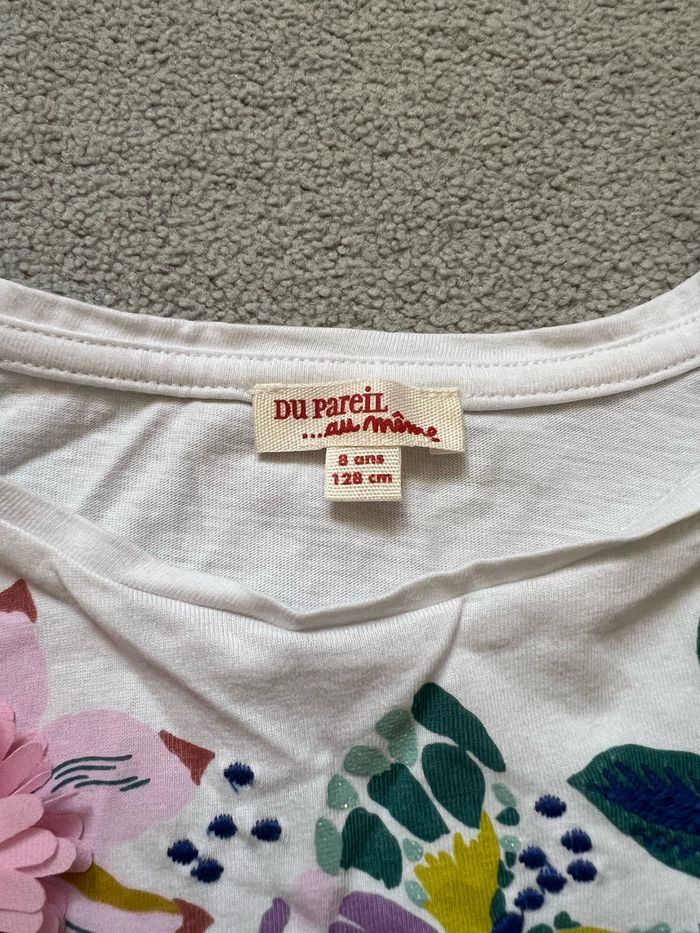 DU PAREIL
...au même
8 ans
128 cm